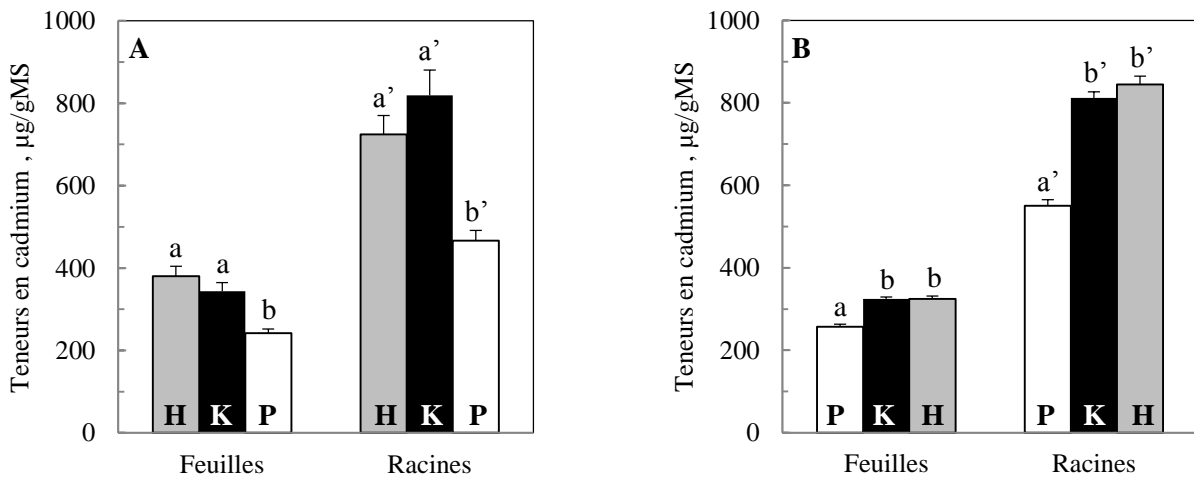 Teneurs en cadmium , µg/gMS
1000
800
600
400
200
0
A
a
a
b
a’
a’
b’
H
K
P
H
K
P
Feuilles
Racines
Teneurs en cadmium , µg/gMS
1000
800
600
400
200
0
B
a
b
b
a’
b’
b’
P
K
H
P
K
H
Feuilles
Racines